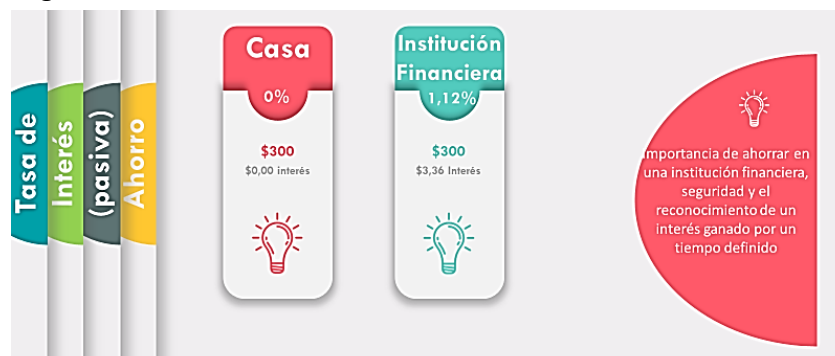 Tasa de
Interés
(pasiva)
Ahorro
Casa
0%
$300
$0,00 interés
Institución
Financiera
1,12%
$300
$3,36 Interés
mportancia de ahorrar en
una institución financiera,
seguridad y el
reconocimiento de un
interés ganado por un
tiempo definido